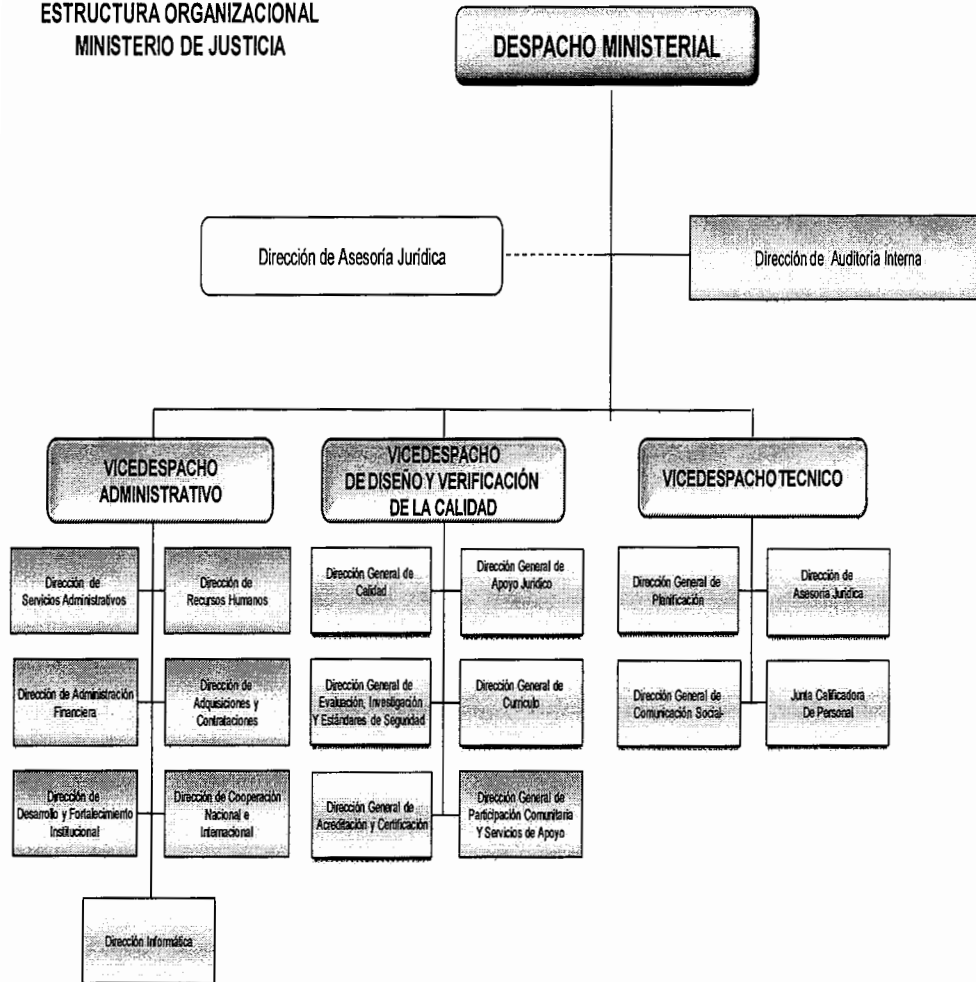 ESTRUCTURA ORGANIZACIONAL
MINISTERIO DE JUSTICIA
DESPACHO MINISTERIAL
Dirección de Asesoría Jurídica
Dirección de Auditoria Interna
VICEDESPACHO
ADMINISTRATIVO
VICEDESPACHO
DE DISEÑO Y VERIFICACIÓN
DE LA CALIDAD
VICEDESPACHO TECNICO
Dirección de
Servicios Administrativos
Dirección de
Recursos Humanos
Dirección General de
Calidad
Dirección General de
Apoyo Jurídico
Dirección General de
Planificación
Dirección de
Asesoría Jurídica
Dirección de Administración
Financiera
Dirección de
Adquisiciones y
Contrataciones
Dirección General de
Evaluación, Investigación
Y Estándares de Seguridad
Dirección General de
Currículo
Dirección General de
Comunicación Social-
Junta Calificadora
De Personal
Dirección de
Desarrollo y Fortalecimiento
Institucional
Dirección de Cooperación
Nacional e
Internacional
Dirección General de
Acreditación y Certificación
Dirección General de
Participación Comunitaria
Y Servicios de Apoyo
Dirección Informática